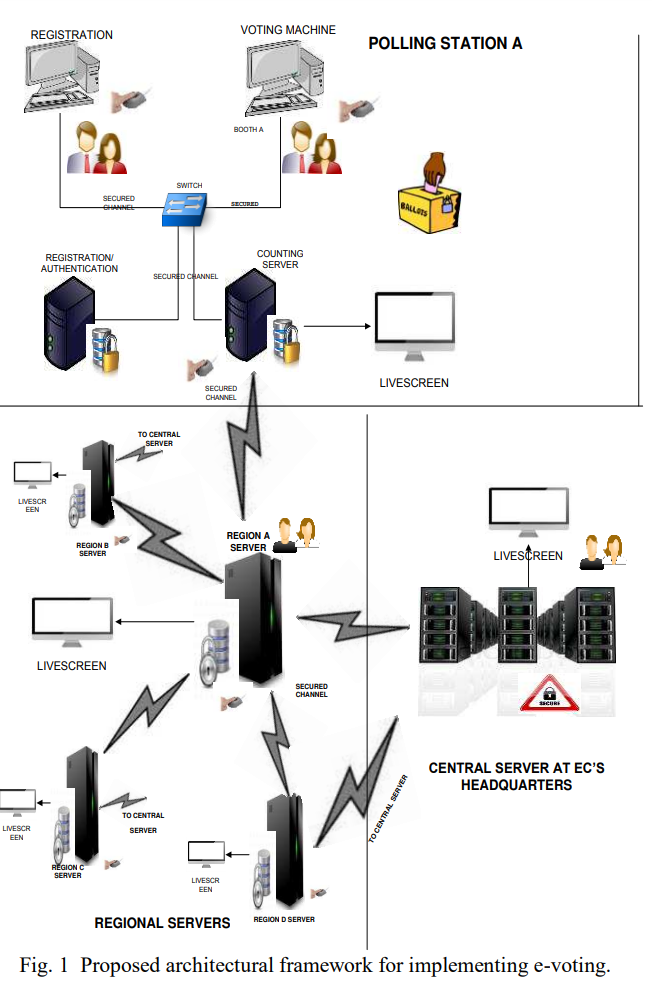 REGISTRATION
VOTING MACHINE
POLLING STATION A
BOOTH A
SWITCH
SECURED
CHANNEL
SECURED
BALLOTS
REGISTRATION/
AUTHENTICATION
SECURED CHANNEL
COUNTING
SERVER
LIVESCREEN
SECURED
CHANNEL
TO CENTRAL
SERVER
LIVESCR
EEN
REGION B
SERVER
REGION A
SERVER
LIVESCREEN
LIVESCREEN
SECURED
CHANNEL
SECURE
CENTRAL SERVER AT EC'S
HEADQUARTERS
TO CENTRAL SERVER
TO CENTRAL
SERVER
LIVESCR
EEN
REGION C
SERVER
LIVESCR
EEN
REGION D SERVER
REGIONAL SERVERS
Fig. 1 Proposed architectural framework for implementing e-voting.